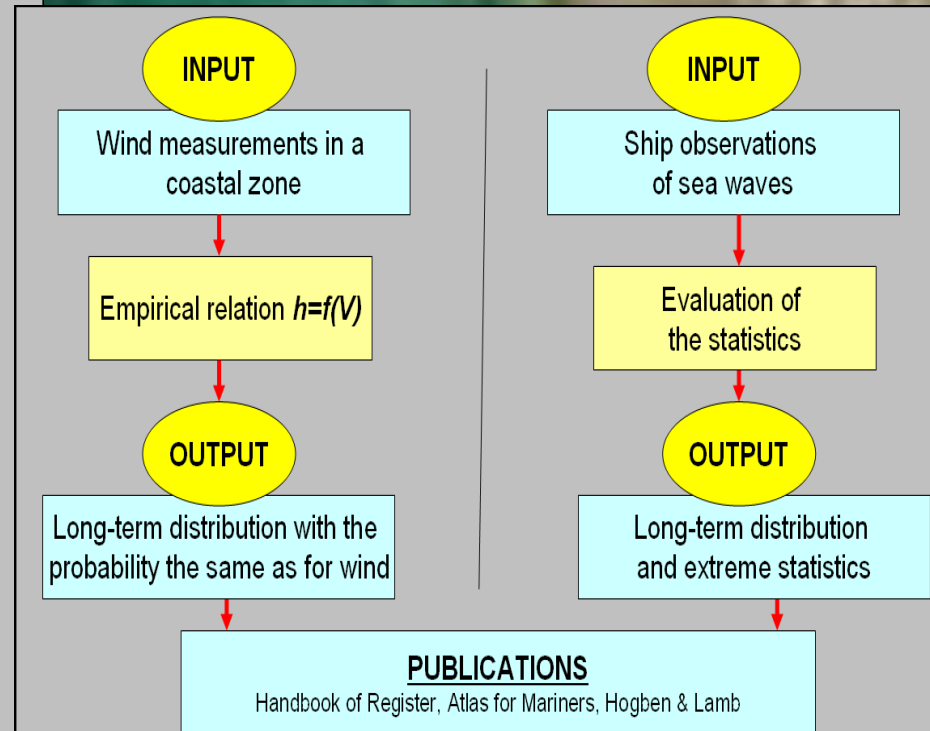 INPUT
Wind measurements in a
coastal zone
Empirical relation h=f(V)
OUTPUT
Long-term distribution with the
probability the same as for wind
INPUT
Ship observations
of sea waves
Evaluation of
the statistics
OUTPUT
Long-term distribution
and extreme statistics
PUBLICATIONS
Handbook of Register, Atlas for Mariners, Hogben & Lamb